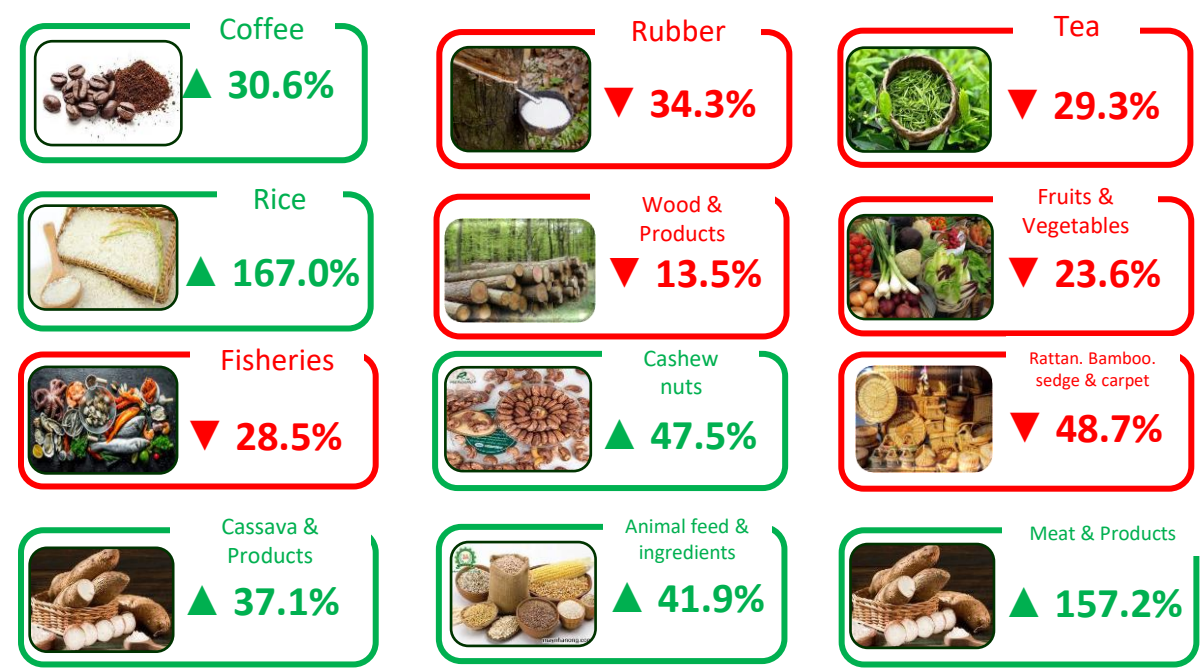 Coffee
▲ 30.6%
Rubber
▼ 34.3%
Tea
▼ 29.3%
Rice
▲ 167.0%
Wood &
Products
▼ 13.5%
Fruits &
Vegetables
▼ 23.6%
Fisheries
▼ 28.5%
Cashew
nuts
▲ 47.5%
Rattan. Bamboo.
sedge & carpet
▼ 48.7%
Cassava &
Products
▲ 37.1%
Animal feed &
ingredients
▲ 41.9%
Meat & Products
▲ 157.2%